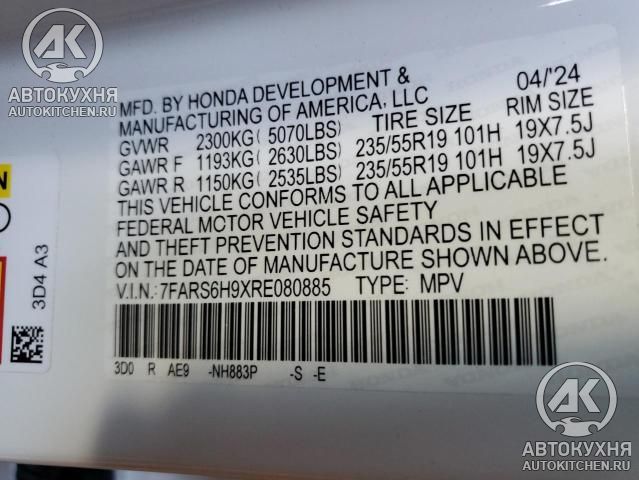 АК
АВТОКУХНЯ
AUTOKITCHEN.RU
MFD. BY HONDA DEVELOPMENT &
MANUFACTURING OF AMERICA, LLC
04/'24
GVWR 2300KG( 5070LBS) TIRE SIZE RIM SIZE
GAWR F 1193KG( 2630LBS) 235/55R19 101H 19X7.5J
GAWR R 1150KG( 2535LBS) 235/55R19 101H 19X7.5J
THIS VEHICLE CONFORMS TO ALL APPLICABLE
FEDERAL MOTOR VEHICLE SAFETY
AND THEFT PREVENTION STANDARDS IN EFFECT
ON THE DATE OF MANUFACTURE SHOWN ABOVE.
V.I.N.: 7FARS6H9XRE080885 TYPE: MPV
3D0 R AE9 -NH883P -S -E
3D4 A3
АК
АВТОКУХНЯ
AUTOKITCHEN.RU